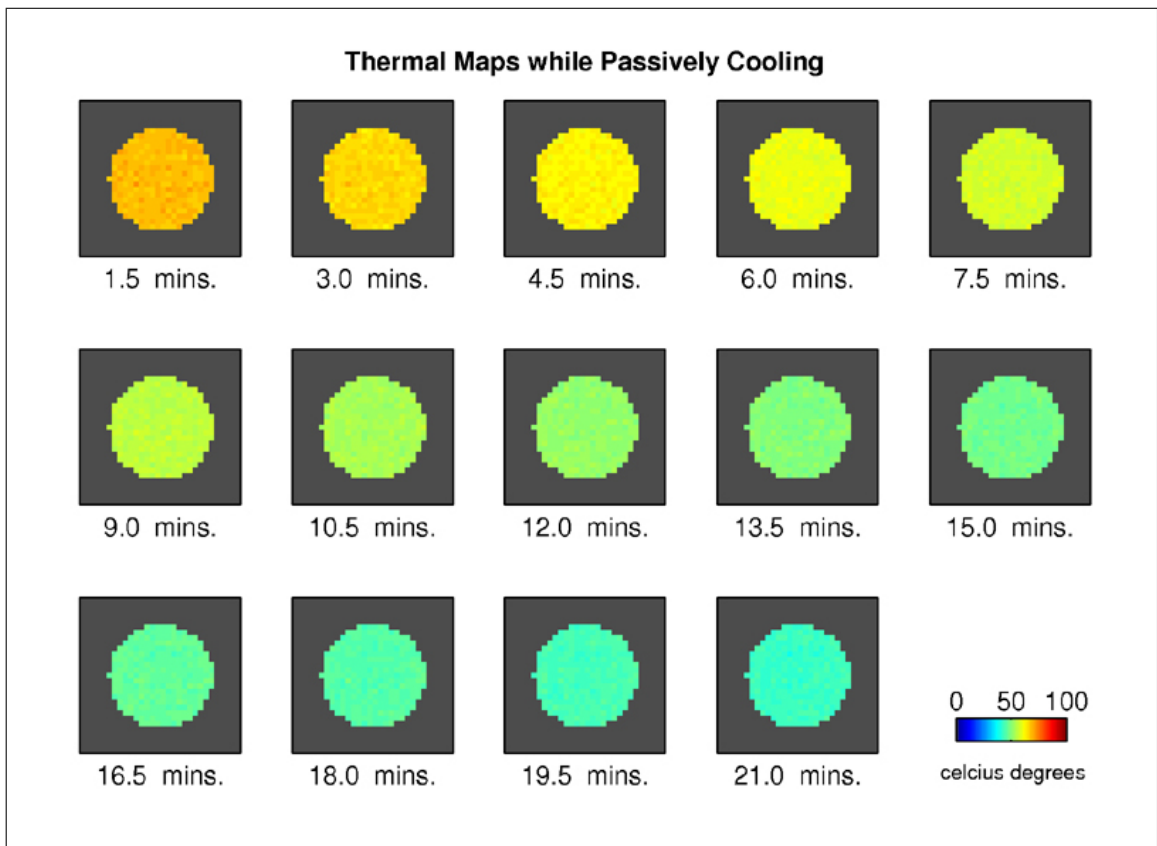 Thermal Maps while Passively Cooling
1.5 mins.
3.0 mins.
4.5 mins.
6.0 mins.
7.5 mins.
9.0 mins.
10.5 mins.
12.0 mins.
13.5 mins.
15.0 mins.
16.5 mins.
18.0 mins.
19.5 mins.
21.0 mins.
0 50 100
celcius degrees